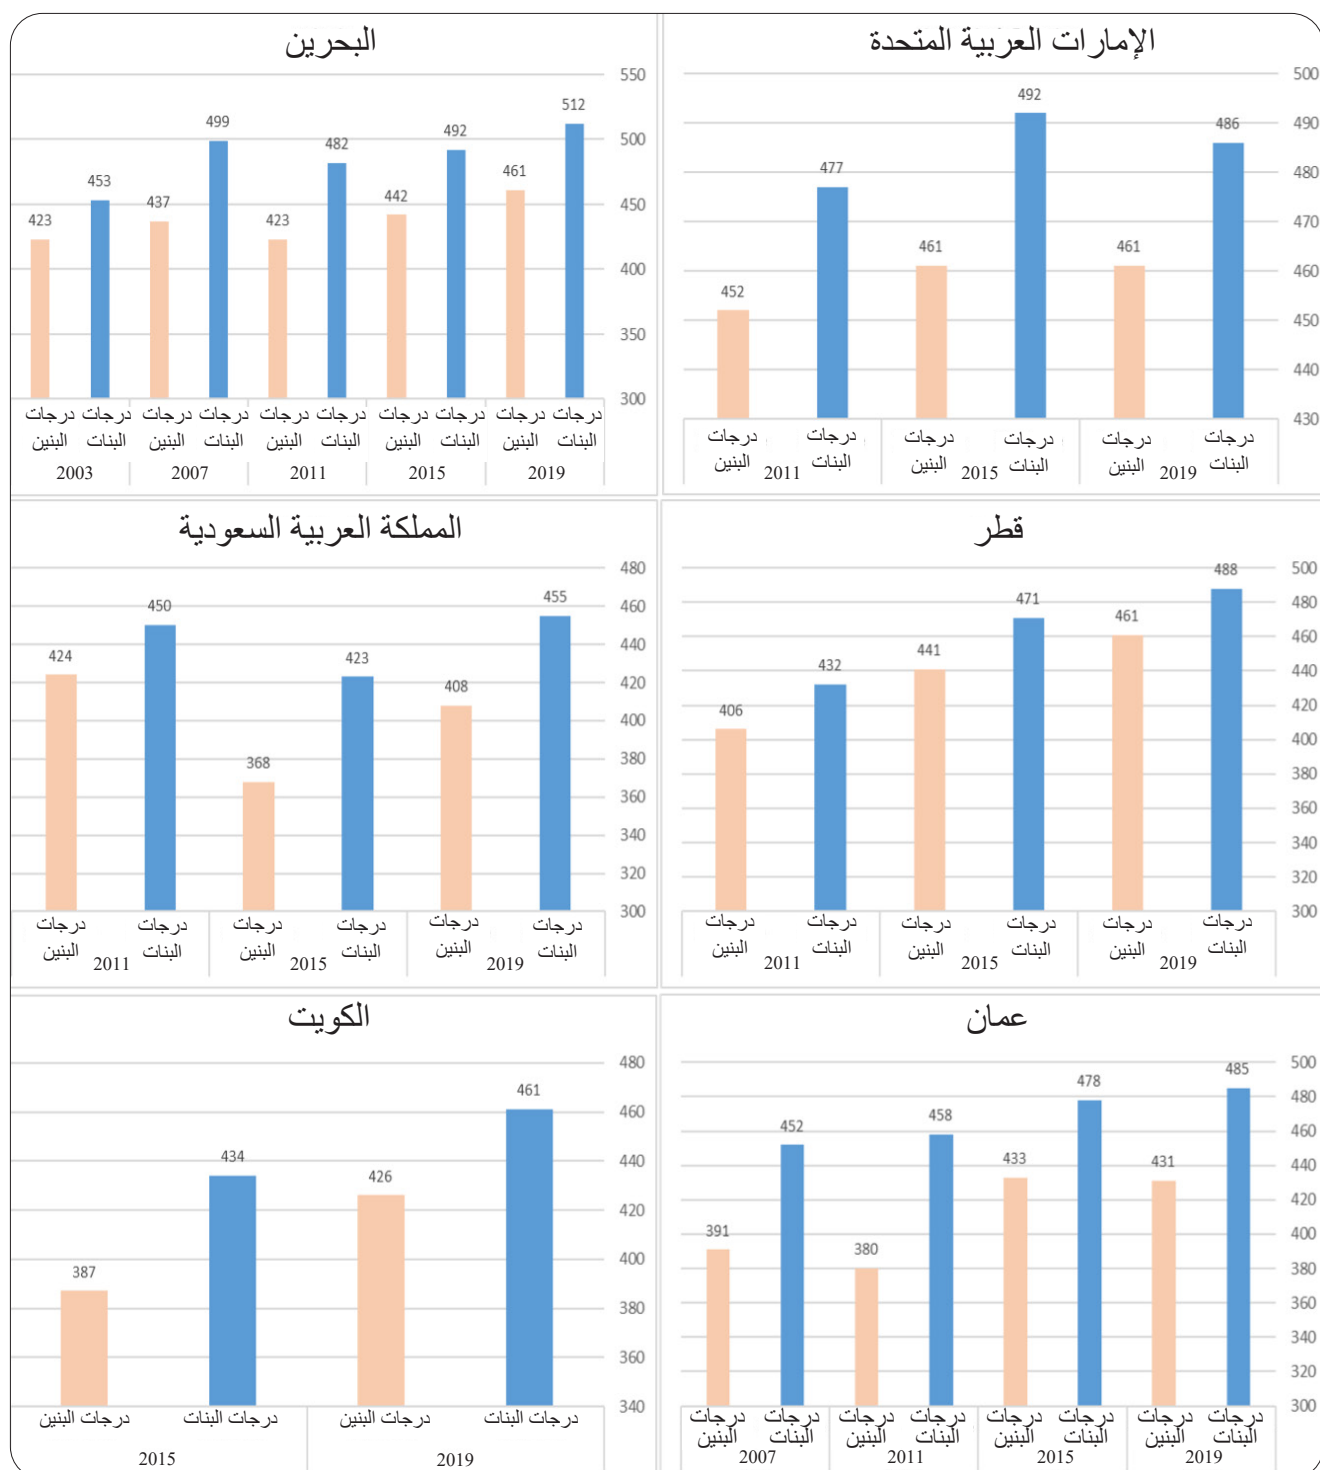 البحرين
550
500
450
400
350
300
423
453
437
499
423
482
442
492
461
512
درجات البنين
درجات البنات
درجات البنين
درجات البنات
درجات البنين
درجات البنات
درجات البنين
درجات البنات
درجات البنين
درجات البنات
2003
2007
2011
2015
2019
الإمارات العربية المتحدة
500
490
480
470
460
450
440
430
452
477
461
492
461
486
درجات البنين
درجات البنات
درجات البنين
درجات البنات
درجات البنين
درجات البنات
2011
2015
2019
المملكة العربية السعودية
480
460
440
420
400
380
360
340
320
300
424
450
368
423
408
455
درجات البنين
درجات البنات
درجات البنين
درجات البنات
درجات البنين
درجات البنات
2011
2015
2019
قطر
500
480
460
440
420
400
380
360
340
320
300
406
432
441
471
461
488
درجات البنين
درجات البنات
درجات البنين
درجات البنات
درجات البنين
درجات البنات
2011
2015
2019
الكويت
480
460
440
420
400
380
360
340
387
434
426
461
درجات البنين
درجات البنات
درجات البنين
درجات البنات
2015
2019
عمان
500
480
460
440
420
400
380
360
340
320
300
391
452
380
458
433
478
431
485
درجات البنين
درجات البنات
درجات البنين
درجات البنات
درجات البنين
درجات البنات
درجات البنين
درجات البنات
2007
2011
2015
2019